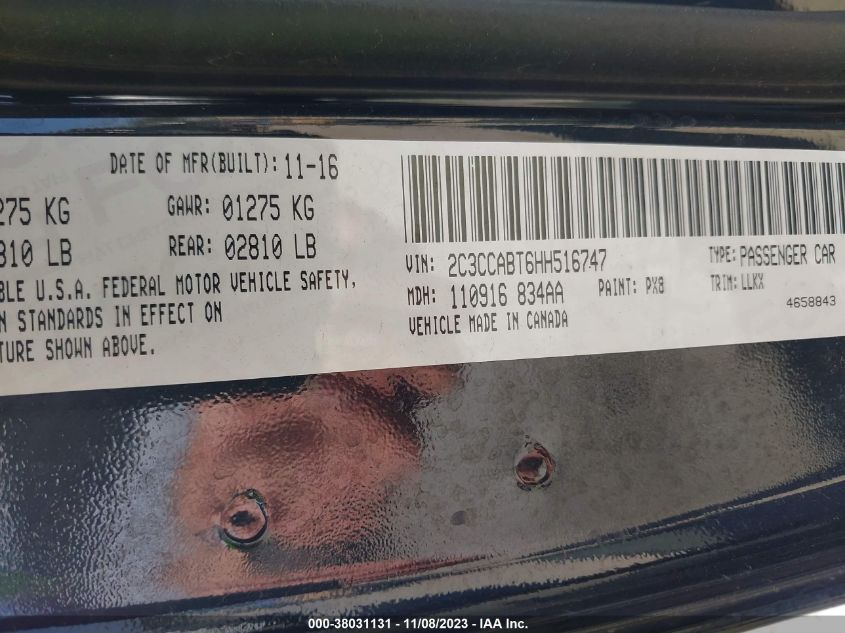 DATE OF MFR(BUILT): 11-16
275 KG GAWR: 01275 KG
810 LB REAR: 02810 LB
BLE U.S.A. FEDERAL MOTOR VEHICLE SAFETY,
N STANDARDS IN EFFECT ON
TURE SHOWN ABOVE.
VIN: 2C3CCABT6HH516747 TYPE: PASSENGER CAR
MDH: 110916 834AA PAINT: PX8 TRIM: LLKX
VEHICLE MADE IN CANADA 4658843
000-38031131 - 11/08/2023 - IAA Inc.